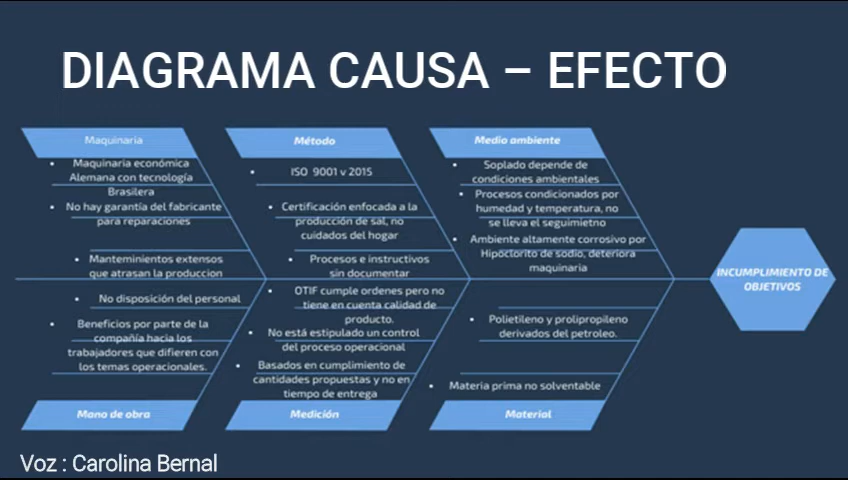 DIAGRAMA CAUSA – EFECTO
Maquinaria
• Maquinaria económica
Alemana con tecnología
Brasilera
• No hay garantía del fabricante
para reparaciones
• Manteminientos extensos
que atrasan la produccion
Método
• ISO 9001 v 2015
• Certificación enfocada a la
producción de sal, no
cuidados del hogar
• Procesos e instructivos
sin documentar
Medio ambiente
• Soplado depende de
condiciones ambientales
• Procesos condicionados por
humedad y temperatura, no
se lleva el seguimietno
• Ambiente altamente corrosivo por
Hipoclorito de sodio, deteriora
maquinaria
INCUMPLIMIENTO DE
OBJETIVOS
• No disposición del personal
• Beneficios por parte de la
compañía hacia los
trabajadores que difieren con
los temas operacionales.
Mano de obra
• OTIF cumple ordenes pero no
tiene en cuenta calidad de
producto.
• No está estipulado un control
del proceso operacional
• Basados en cumplimiento de
cantidades propuestas y no en
tiempo de entrega
Medición
• Polietileno y prolipropileno
derivados del petroleo.
• Materia prima no solventable
Material
Voz : Carolina Bernal